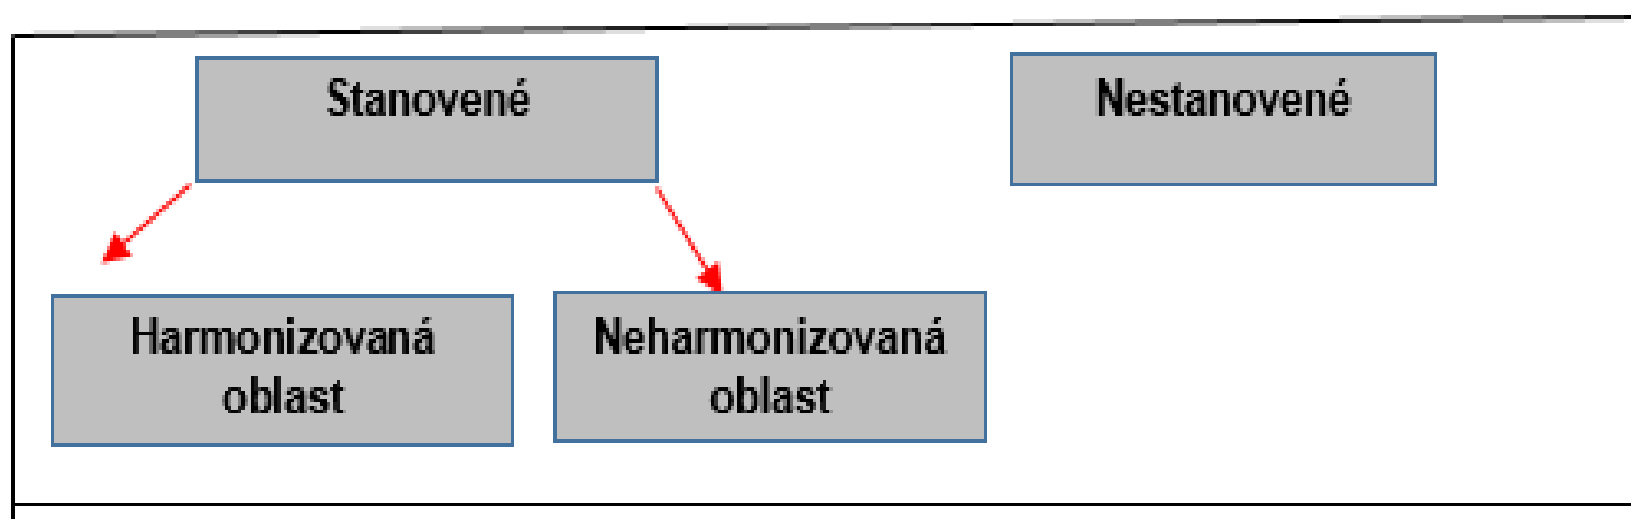 Stanovené
Nestanovené
Harmonizovaná
oblast
Neharmonizovaná
oblast